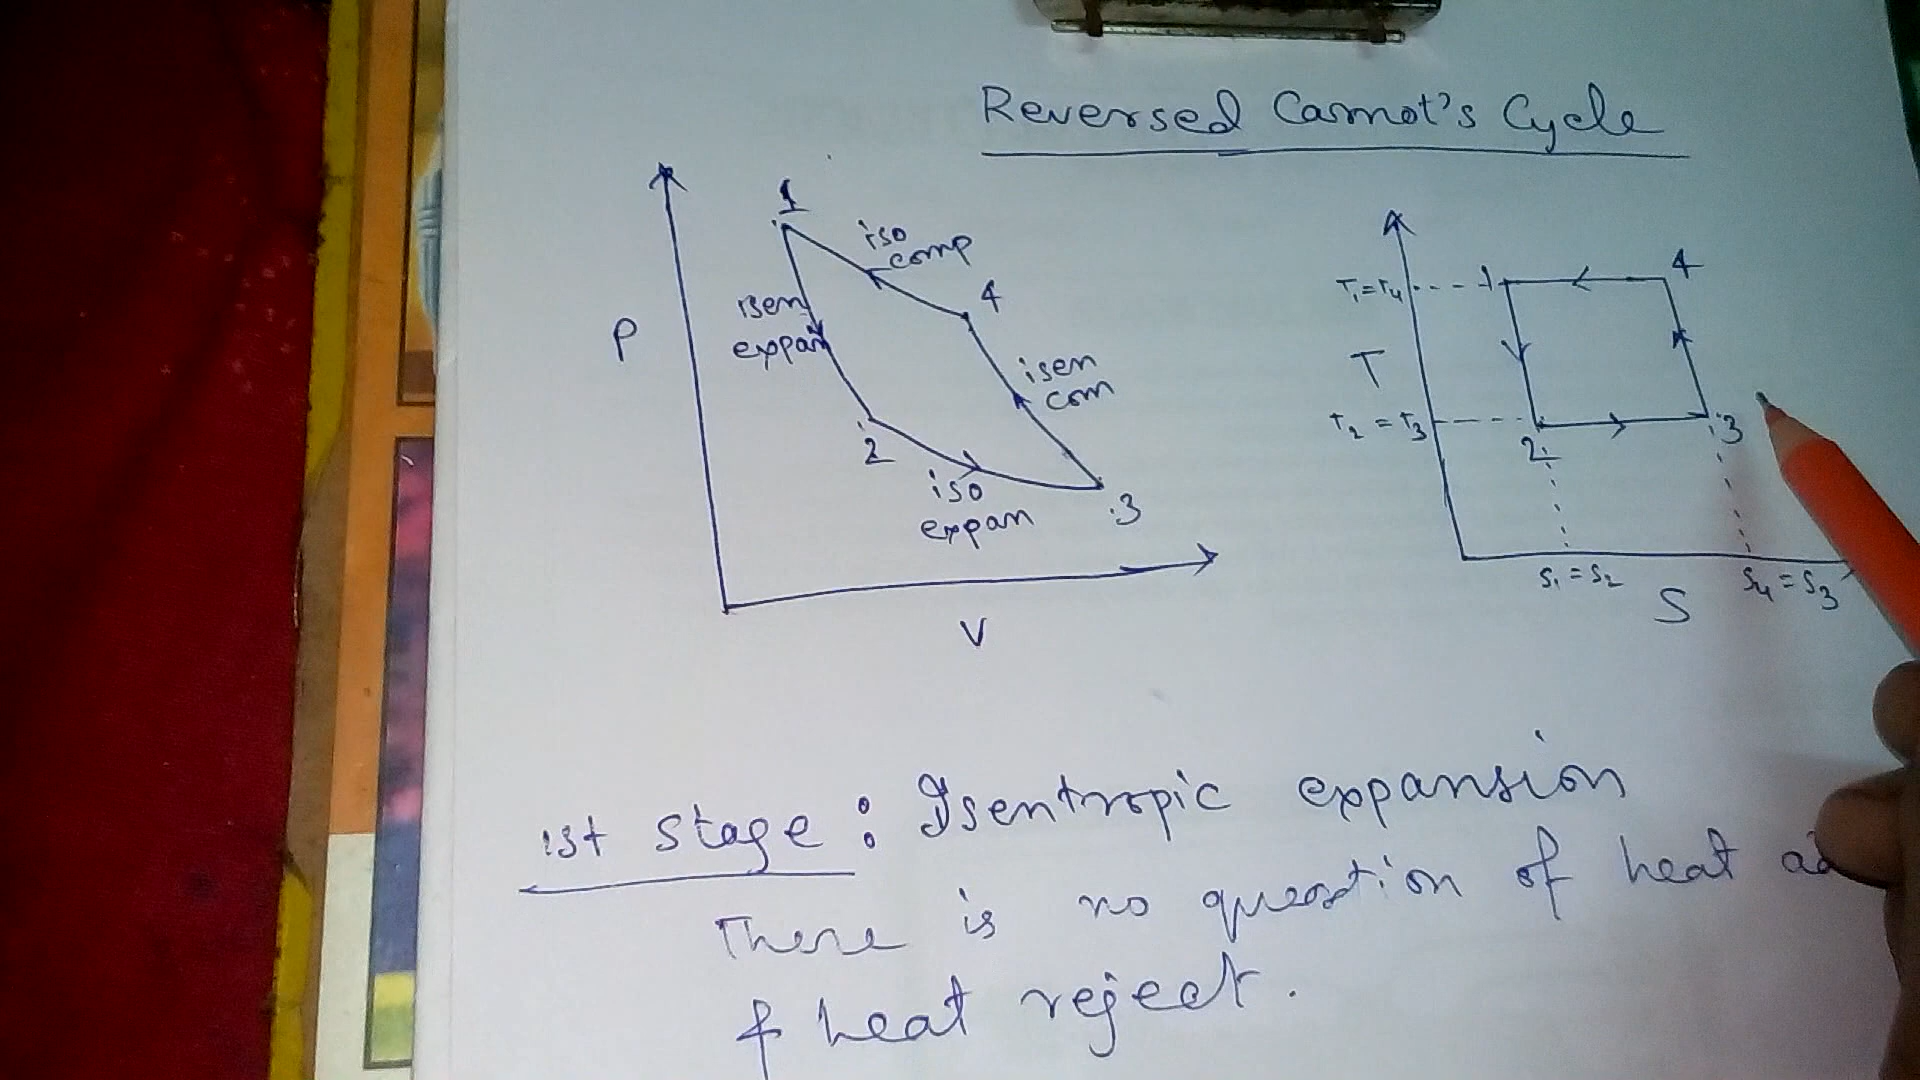 Reversed Carnot's Cycle
1
iso
comp
4
isen
expan
P
isen
com
2
iso
expan
3
V
T₁=T₄
1
4
T
T₂ = T₃
2
3
S₁ = S₂
S₄ = S₃
S
1st stage : Isentropic expansion
There is no question of heat
& heat reject.